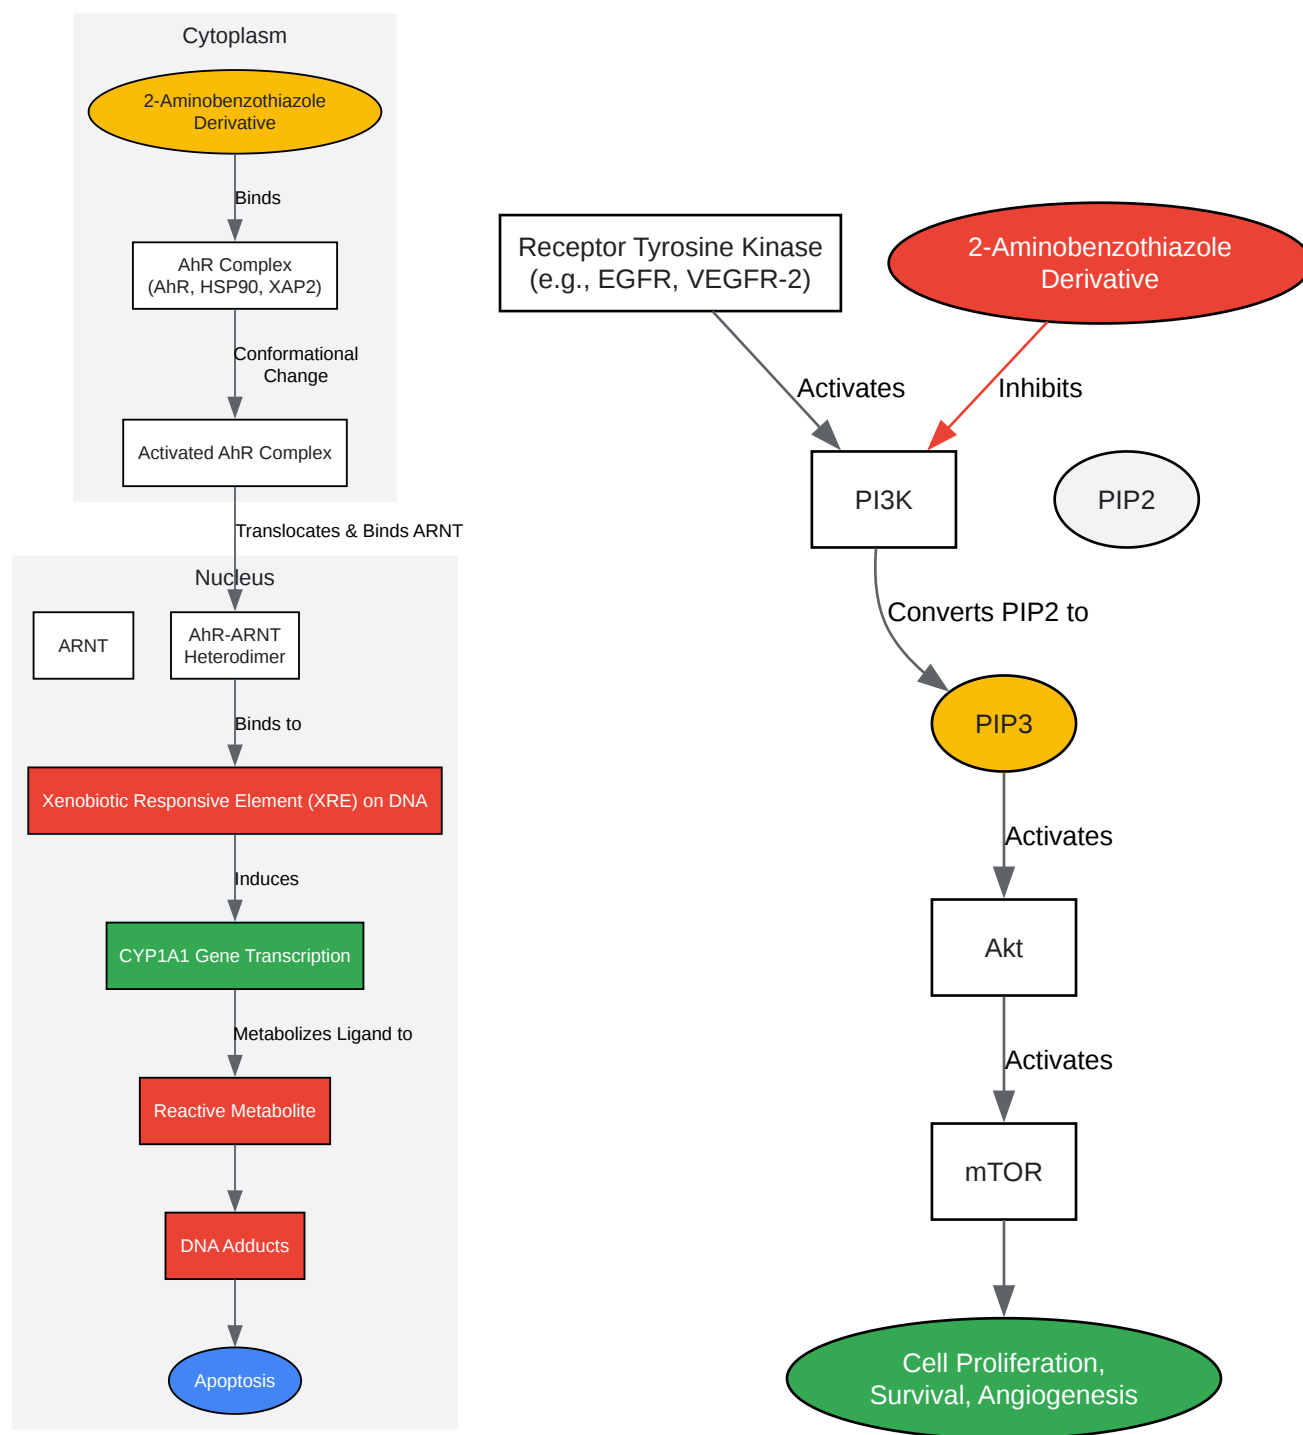 Cytoplasm
2-Aminobenzothiazole
Derivative
Binds
AhR Complex
(AhR, HSP90, XAP2)
Conformational
Change
Activated AhR Complex
Translocates & Binds ARNT
Nucleus
ARNT
AhR-ARNT
Heterodimer
Binds to
Xenobiotic Responsive Element (XRE) on DNA
Induces
CYP1A1 Gene Transcription
Metabolizes Ligand to
Reactive Metabolite
DNA Adducts
Apoptosis
Receptor Tyrosine Kinase
(e.g., EGFR, VEGFR-2)
2-Aminobenzothiazole
Derivative
Activates
Inhibits
PI3K
PIP2
Converts PIP2 to
PIP3
Activates
Akt
Activates
mTOR
Cell Proliferation,
Survival, Angiogenesis